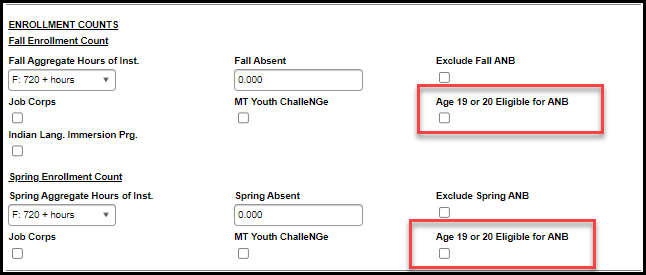 ENROLLMENT COUNTS
Fall Enrollment Count
Fall Aggregate Hours of Inst. Fall Absent Exclude Fall ANB
F: 720 + hours 0.000
Job Corps MT Youth ChalleNGe Age 19 or 20 Eligible for ANB
Indian Lang. Immersion Prg.
Spring Enrollment Count
Spring Aggregate Hours of Inst. Spring Absent Exclude Spring ANB
F: 720 + hours 0.000
Job Corps MT Youth ChalleNGe Age 19 or 20 Eligible for ANB